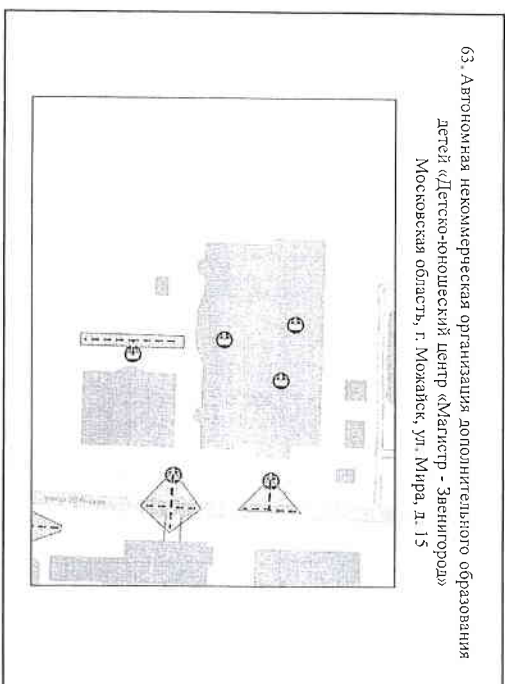 63. Автономная некоммерческая организация дополнительного образования
детей «Детско-юношеский центр «Магистр - Звенигород»
Московская область, г. Можайск, ул. Мира, д. 15